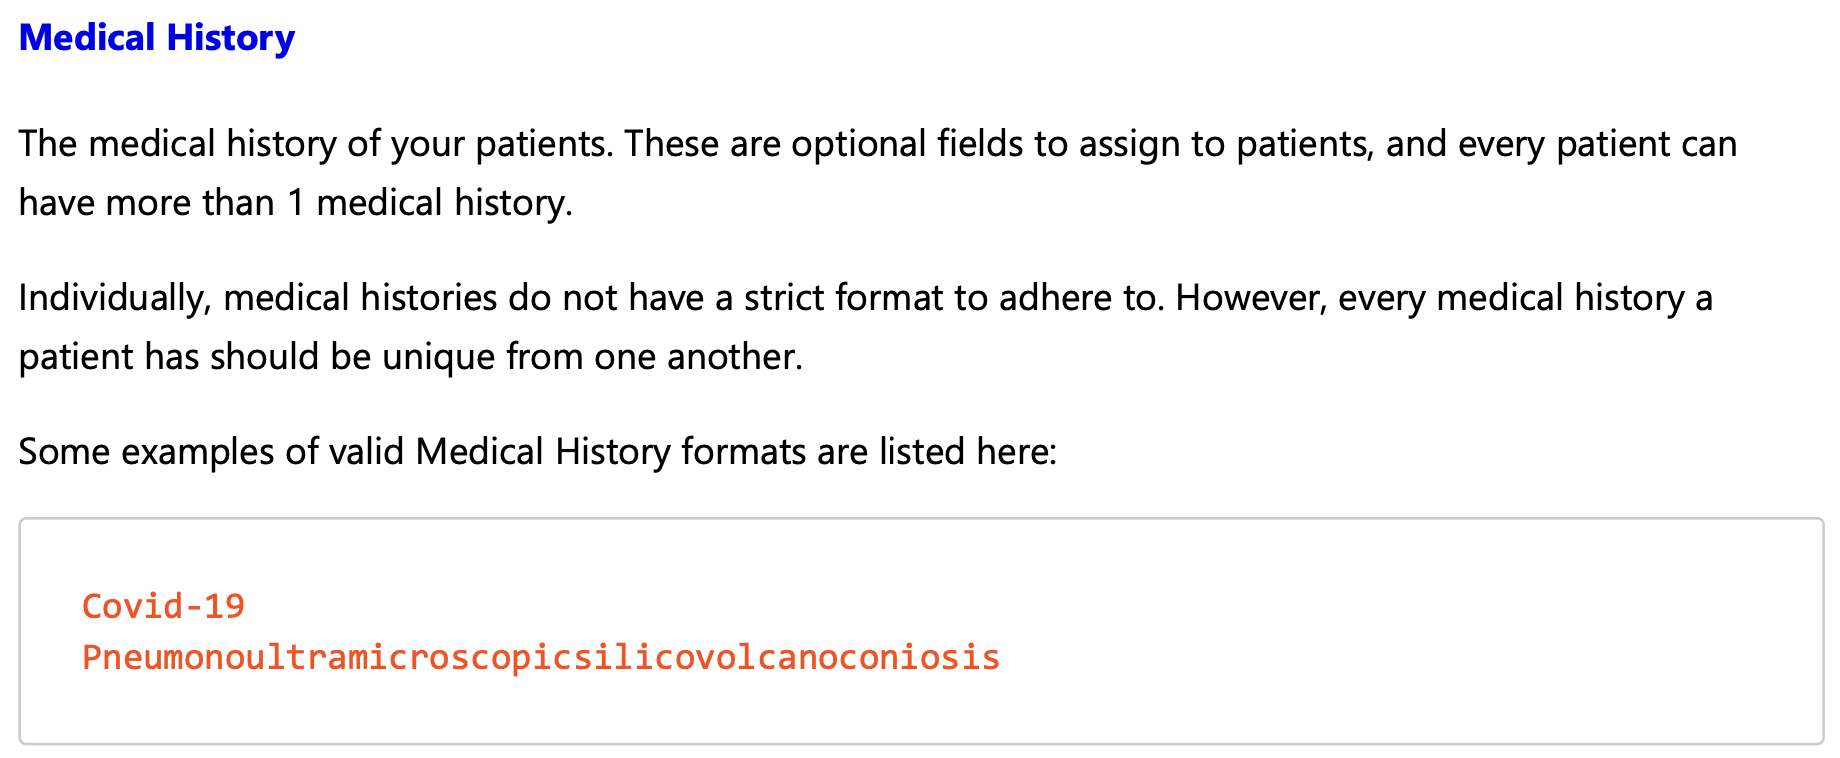 Medical History
The medical history of your patients. These are optional fields to assign to patients, and every patient can
have more than 1 medical history.
Individually, medical histories do not have a strict format to adhere to. However, every medical history a
patient has should be unique from one another.
Some examples of valid Medical History formats are listed here:
Covid-19
Pneumonoultramicroscopicsilicovolcanoconiosis